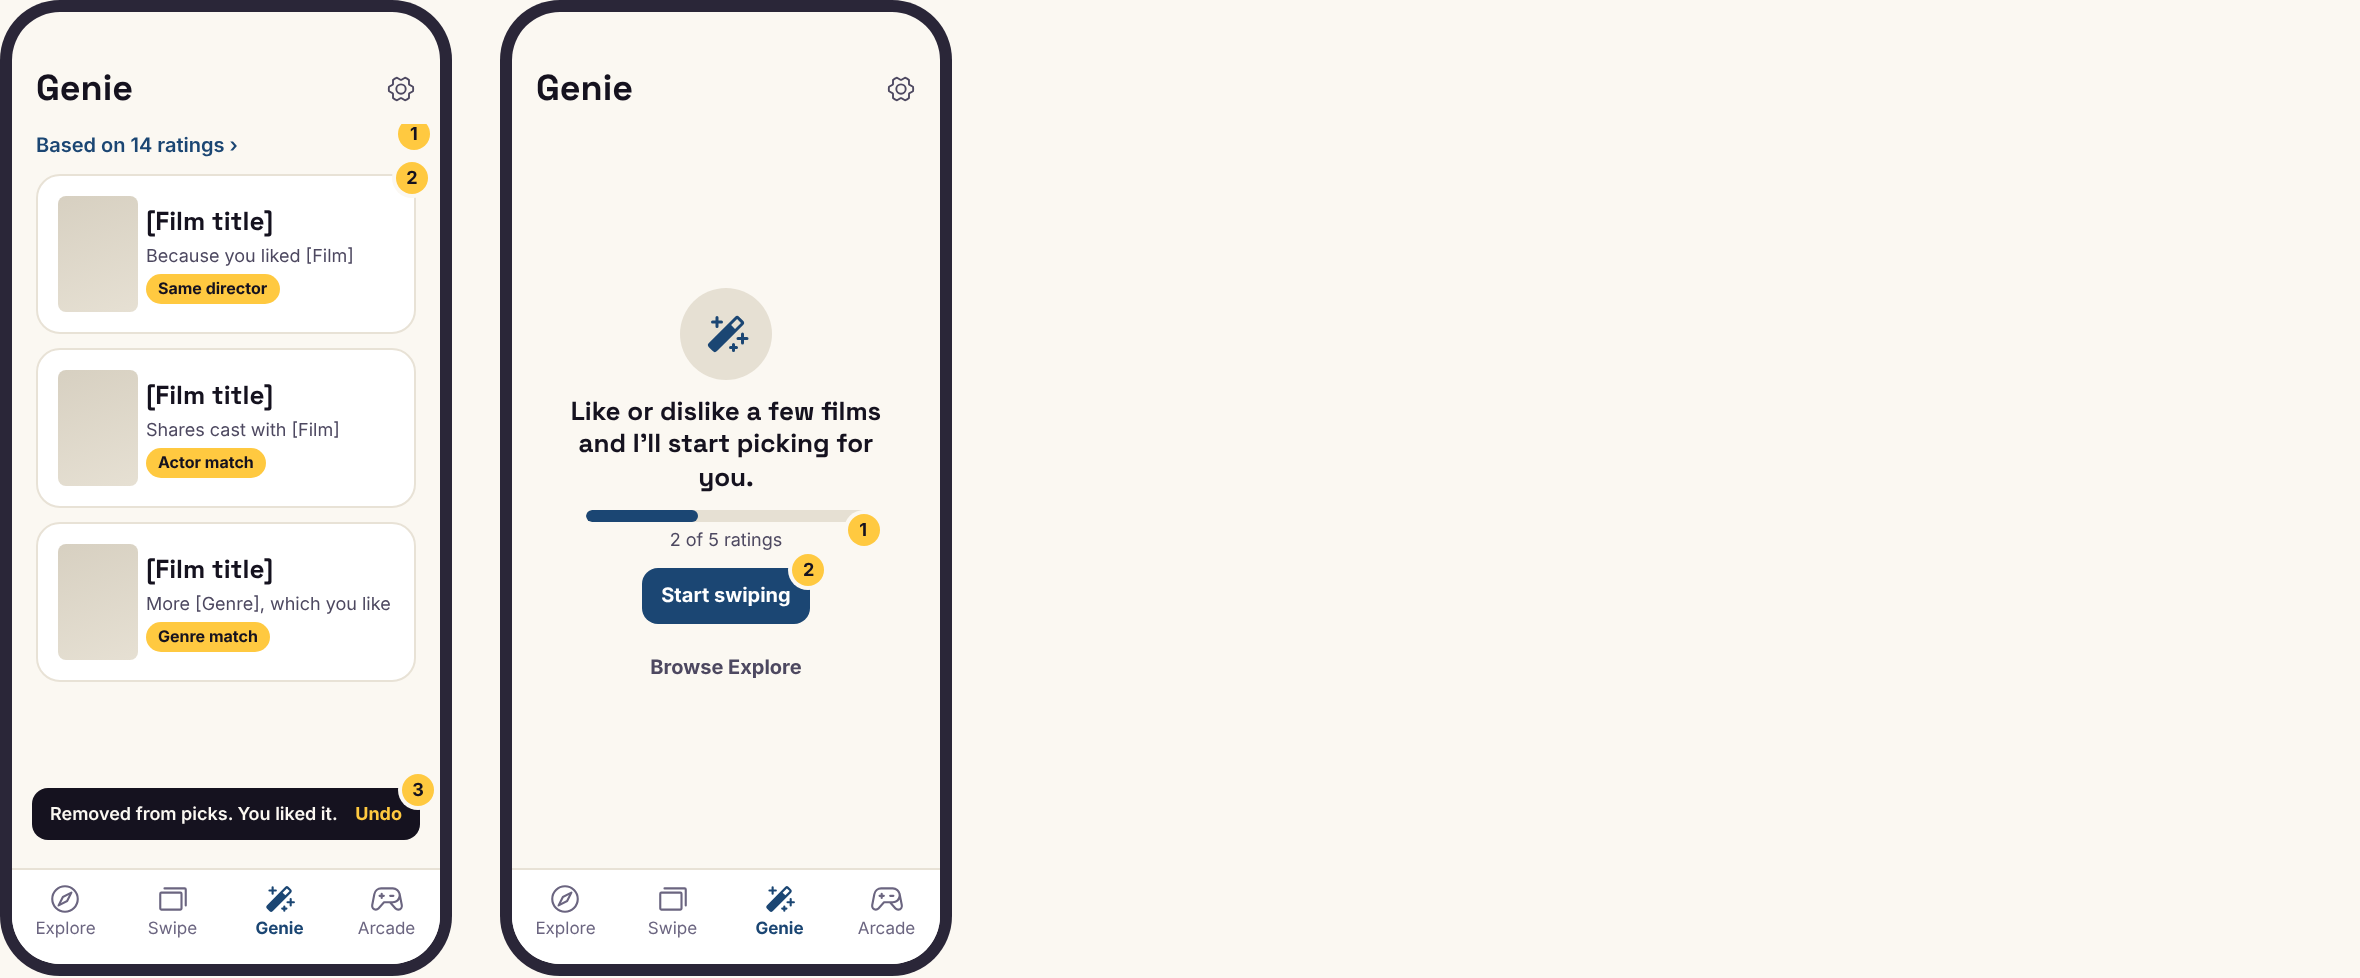 Genie
Based on 14 ratings ›
1
2
[Film title]
Because you liked [Film]
Same director
[Film title]
Shares cast with [Film]
Actor match
[Film title]
More [Genre], which you like
Genre match
3
Removed from picks. You liked it. Undo
Explore Swipe Genie Arcade
Genie
Like or dislike a few films
and I’ll start picking for
you.
1
2 of 5 ratings
2
Start swiping
Browse Explore
Explore Swipe Genie Arcade